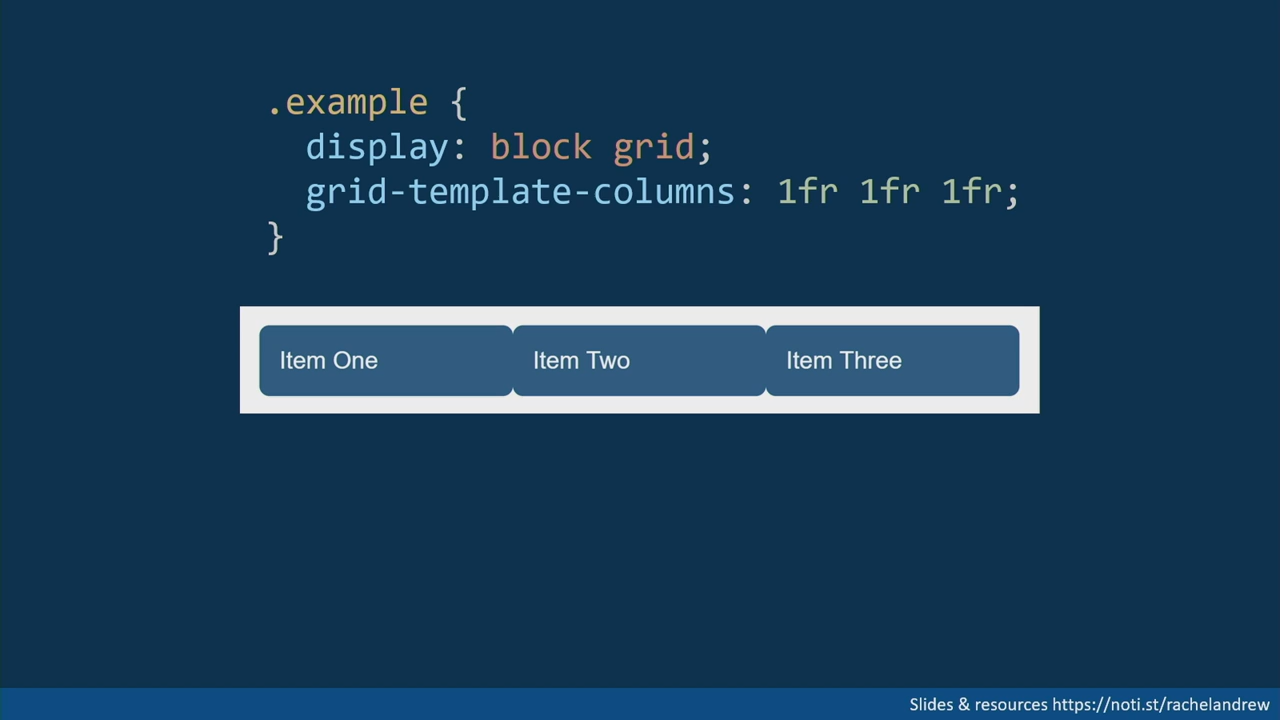 .example {
display: block grid;
grid-template-columns: 1fr 1fr 1fr;
}
Item One
Item Two
Item Three
Slides & resources https://noti.st/rachelandrew